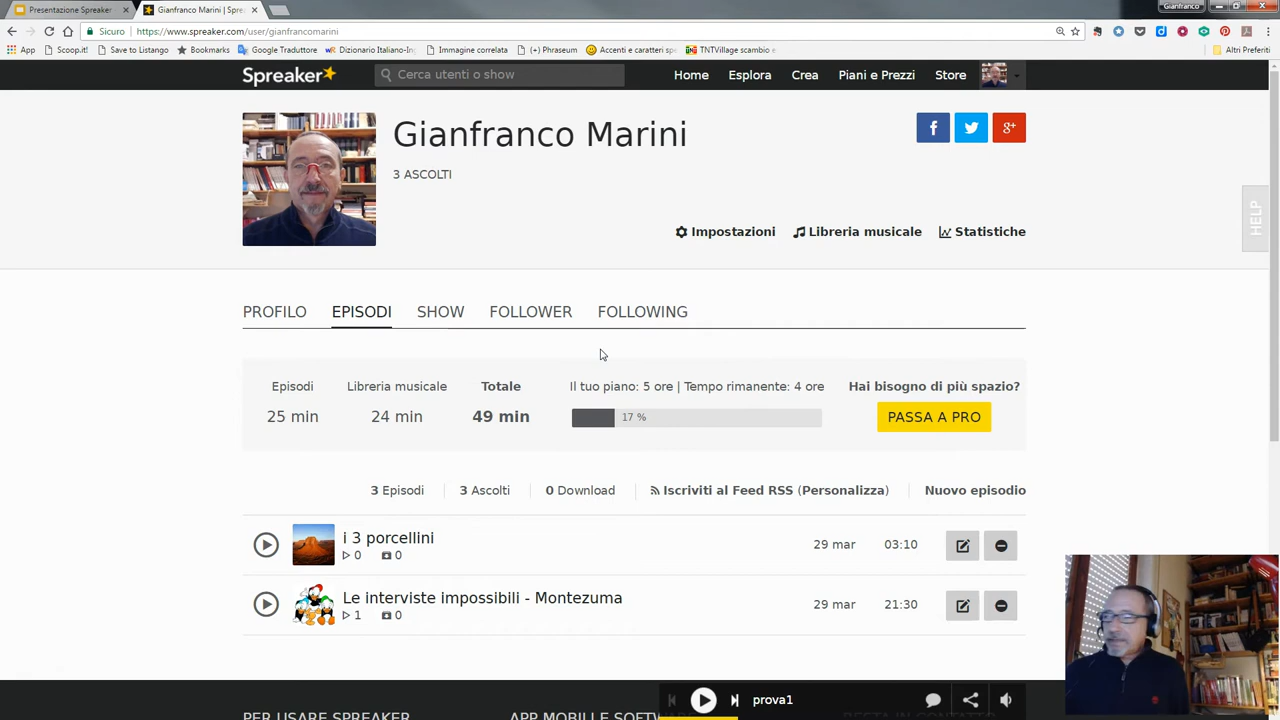 Presentazione Spreaker
Gianfranco Marini | Spre
Gianfranco
Sicuro | https://www.spreaker.com/user/gianfrancomarini
App
Scoop.it!
Save to Listango
Bookmarks
Google Traduttore
Dizionario Italiano-In
Immagine correlata
(+) Phraseum
Accenti e caratteri spe
TNTVillage scambio e
Altri Preferiti
Spreaker
Cerca utenti o show
Home
Esplora
Crea
Piani e Prezzi
Store
Gianfranco Marini
3 ASCOLTI
Impostazioni
Libreria musicale
Statistiche
HELP
PROFILO
EPISODI
SHOW
FOLLOWER
FOLLOWING
Episodi
Libreria musicale
Totale
Il tuo piano: 5 ore | Tempo rimanente: 4 ore
Hai bisogno di più spazio?
25 min
24 min
49 min
17 %
PASSA A PRO
3 Episodi
3 Ascolti
0 Download
Iscriviti al Feed RSS (Personalizza)
Nuovo episodio
i 3 porcellini
0
0
29 mar
03:10
Le interviste impossibili - Montezuma
1
0
29 mar
21:30
prova1
PER USARE SPREAKER
APP MOBILI E SOFTWA